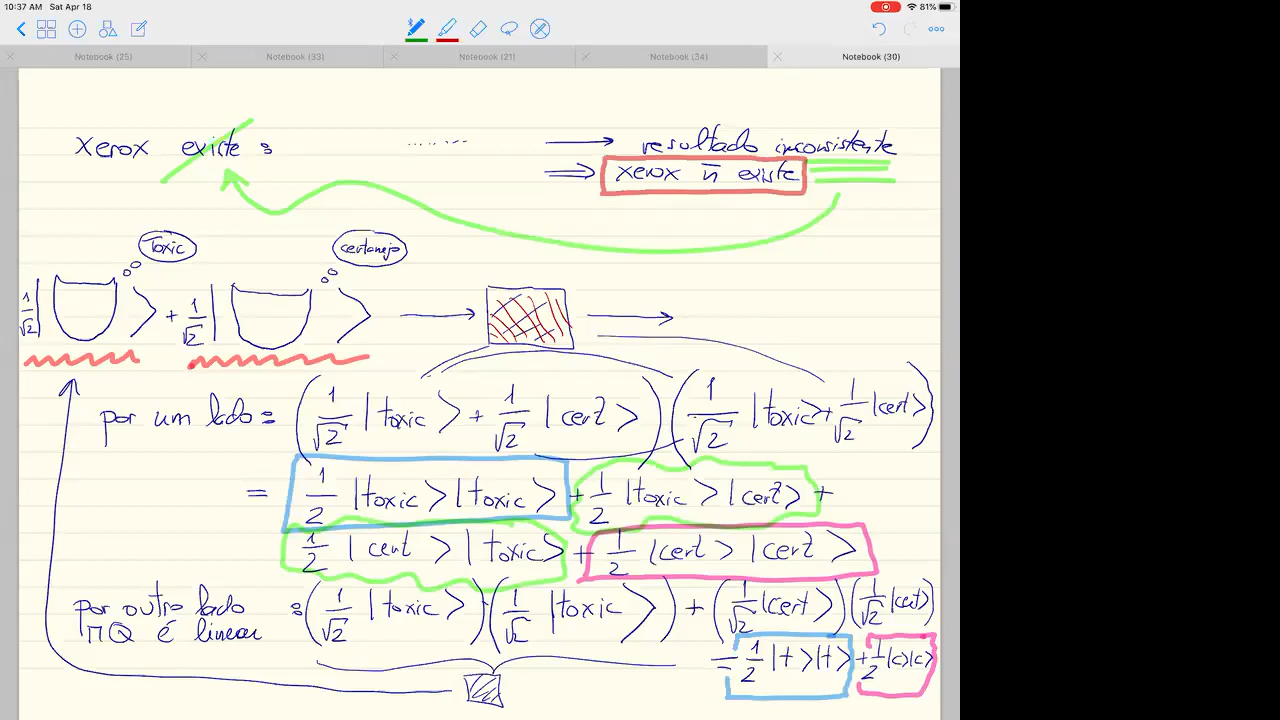 10:37 AM Sat Apr 18 81%
Notebook (25) Notebook (33) Notebook (21) Notebook (34) Notebook (30)
xerox existe : ....... → resultado inconsistente
⟹ xerox n̄ existe
Toxic certanejo
1/√2 | ⟩ + 1/√2 | ⟩ → →
por um lado : (1/√2 |toxic⟩ + 1/√2 |cert⟩) (1/√2 |toxic⟩ + 1/√2 |cert⟩)
= 1/2 |toxic⟩|toxic⟩ + 1/2 |toxic⟩|cert⟩ +
1/2 |cert⟩|toxic⟩ + 1/2 |cert⟩|cert⟩
por outro lado : (1/√2 |toxic⟩)·(1/√2 |toxic⟩) + (1/√2 |cert⟩)(1/√2 |cert⟩)
MQ é linear
= 1/2 |t⟩|t⟩ + 1/2 |c⟩|c⟩